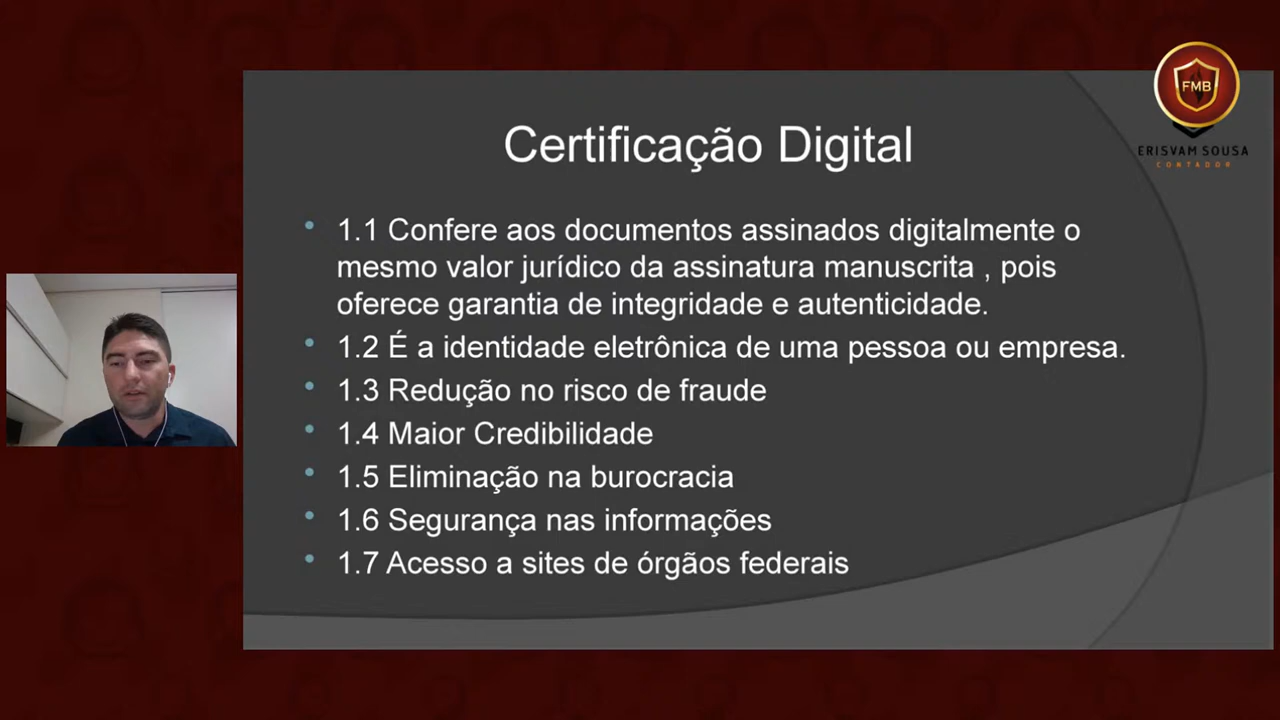 FMB
ERISVAM SOUSA
CONTADOR
Certificação Digital
1.1 Confere aos documentos assinados digitalmente o
mesmo valor jurídico da assinatura manuscrita , pois
oferece garantia de integridade e autenticidade.
1.2 É a identidade eletrônica de uma pessoa ou empresa.
1.3 Redução no risco de fraude
1.4 Maior Credibilidade
1.5 Eliminação na burocracia
1.6 Segurança nas informações
1.7 Acesso a sites de órgãos federais